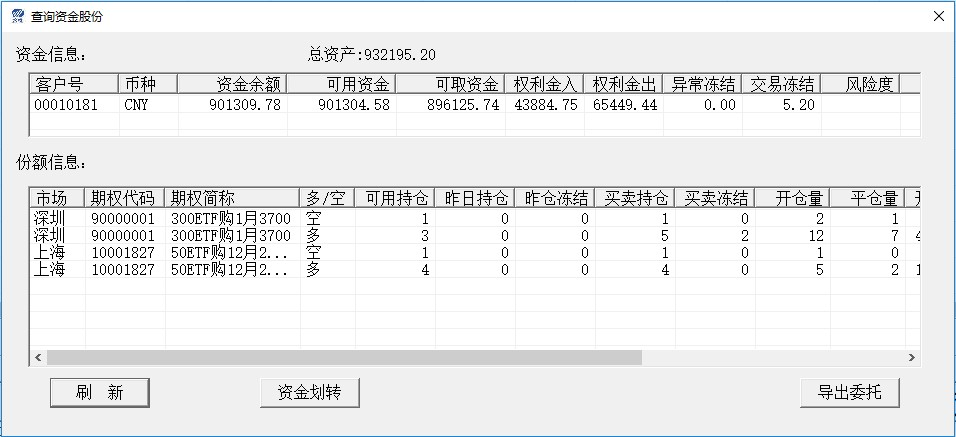 查询资金股份
资金信息: 总资产:932195.20
客户号 币种 资金余额 可用资金 可取资金 权利金入 权利金出 异常冻结 交易冻结 风险度
00010181 CNY 901309.78 901304.58 896125.74 43884.75 65449.44 0.00 5.20
份额信息:
市场 期权代码 期权简称 多/空 可用持仓 昨日持仓 昨仓冻结 买卖持仓 买卖冻结 开仓量 平仓量
深圳 90000001 300ETF购1月3700 空 1 0 0 1 0 2 1
深圳 90000001 300ETF购1月3700 多 3 0 0 5 2 12 7 4
上海 10001827 50ETF购12月2... 空 1 0 0 1 0 1 0
上海 10001827 50ETF购12月2... 多 4 0 0 4 0 5 2 1
刷 新 资金划转 导出委托